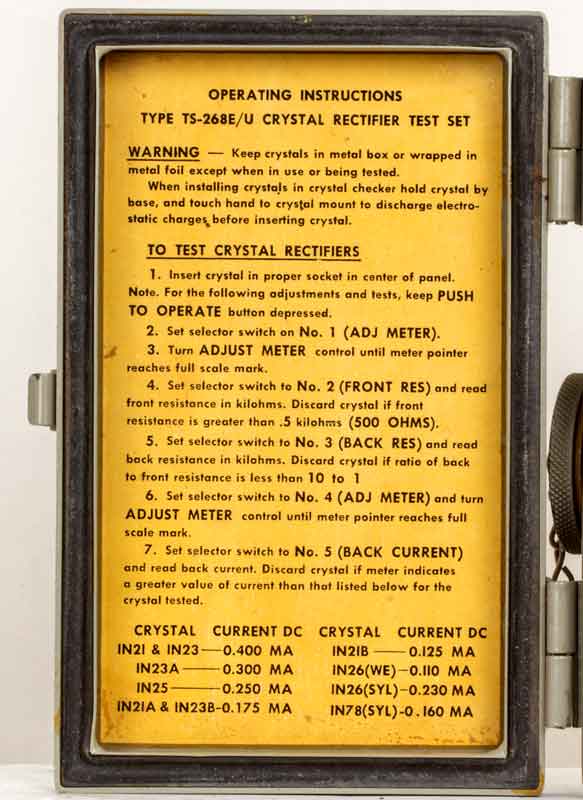 OPERATING INSTRUCTIONS
TYPE TS-268E/U CRYSTAL RECTIFIER TEST SET
WARNING — Keep crystals in metal box or wrapped in
metal foil except when in use or being tested.
When installing crystals in crystal checker hold crystal by
base, and touch hand to crystal mount to discharge electro-
static charges before inserting crystal.
TO TEST CRYSTAL RECTIFIERS
1. Insert crystal in proper socket in center of panel.
Note. For the following adjustments and tests, keep PUSH
TO OPERATE button depressed.
2. Set selector switch on No. 1 (ADJ METER).
3. Turn ADJUST METER control until meter pointer
reaches full scale mark.
4. Set selector switch to No. 2 (FRONT RES) and read
front resistance in kilohms. Discard crystal if front
resistance is greater than .5 kilohms (500 OHMS).
5. Set selector switch to No. 3 (BACK RES) and read
back resistance in kilohms. Discard crystal if ratio of back
to front resistance is less than 10 to 1
6. Set selector switch to No. 4 (ADJ METER) and turn
ADJUST METER control until meter pointer reaches full
scale mark.
7. Set selector switch to No. 5 (BACK CURRENT)
and read back current. Discard crystal if meter indicates
a greater value of current than that listed below for the
crystal tested.
CRYSTAL CURRENT DC CRYSTAL CURRENT DC
IN21 & IN23—0.400 MA IN21B —0.125 MA
IN23A —0.300 MA IN26(WE)—0.110 MA
IN25 —0.250 MA IN26(SYL)-0.230 MA
IN21A & IN23B-0.175 MA IN78(SYL)-0.160 MA